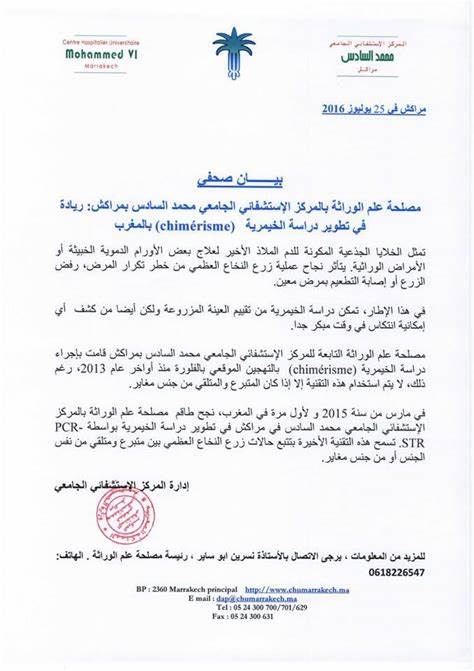 Centre Hospitalier Universitaire
Mohammed VI
Marrakech
المركز الإستشفائي الجامعي
محمد السادس
مراكش
مراكش في 25 يوليوز 2016
بيـــــــان صحفي
مصلحة علم الوراثة بالمركز الإستشفائي الجامعي محمد السادس بمراكش: ريادة
في تطوير دراسة الخيمرية (chimérisme) بالمغرب
تمثل الخلايا الجذعية المكونة للدم الملاذ الأخير لعلاج بعض الأورام الدموية الخبيثة أو
الأمراض الوراثية. يتأثر نجاح عملية زرع النخاع العظمي من خطر تكرار المرض، رفض
الزرع أو إصابة التطعيم بمرض معين.
في هذا الإطار، تمكن دراسة الخيمرية من تقييم العينة المزروعة ولكن أيضا من كشف أي
إمكانية انتكاس في وقت مبكر جدا.
مصلحة علم الوراثة التابعة للمركز الإستشفائي الجامعي محمد السادس بمراكش قامت بإجراء
دراسة الخيمرية (chimérisme) بالتهجين الموقعي بالفلورة منذ أواخر عام 2013، رغم
ذلك، لا يتم استخدام هذه التقنية إلا إذا كان المتبرع والمتلقي من جنس مغاير.
في مارس من سنة 2015 و لأول مرة في المغرب، نجح طاقم مصلحة علم الوراثة بالمركز
الإستشفائي الجامعي محمد السادس في مراكش في تطوير دراسة الخيمرية بواسطة PCR-
STR. تسمح هذه التقنية الأخيرة بتتبع حالات زرع النخاع العظمي بين متبرع ومتلقي من نفس
الجنس أو من جنس مغاير.
إدارة المركز الإستشفائي الجامعي
للمزيد من المعلومات ، يرجى الاتصال بالأستاذة نسرين ابو ساير ، رئيسة مصلحة علم الوراثة . الهاتف:
0618226547
BP : 2360 Marrakech principal http://www.chumarrakech.ma
E mail : dap@chumarrakech.ma
Tel : 05 24 300 700/701/629
Fax : 05 24 300 631